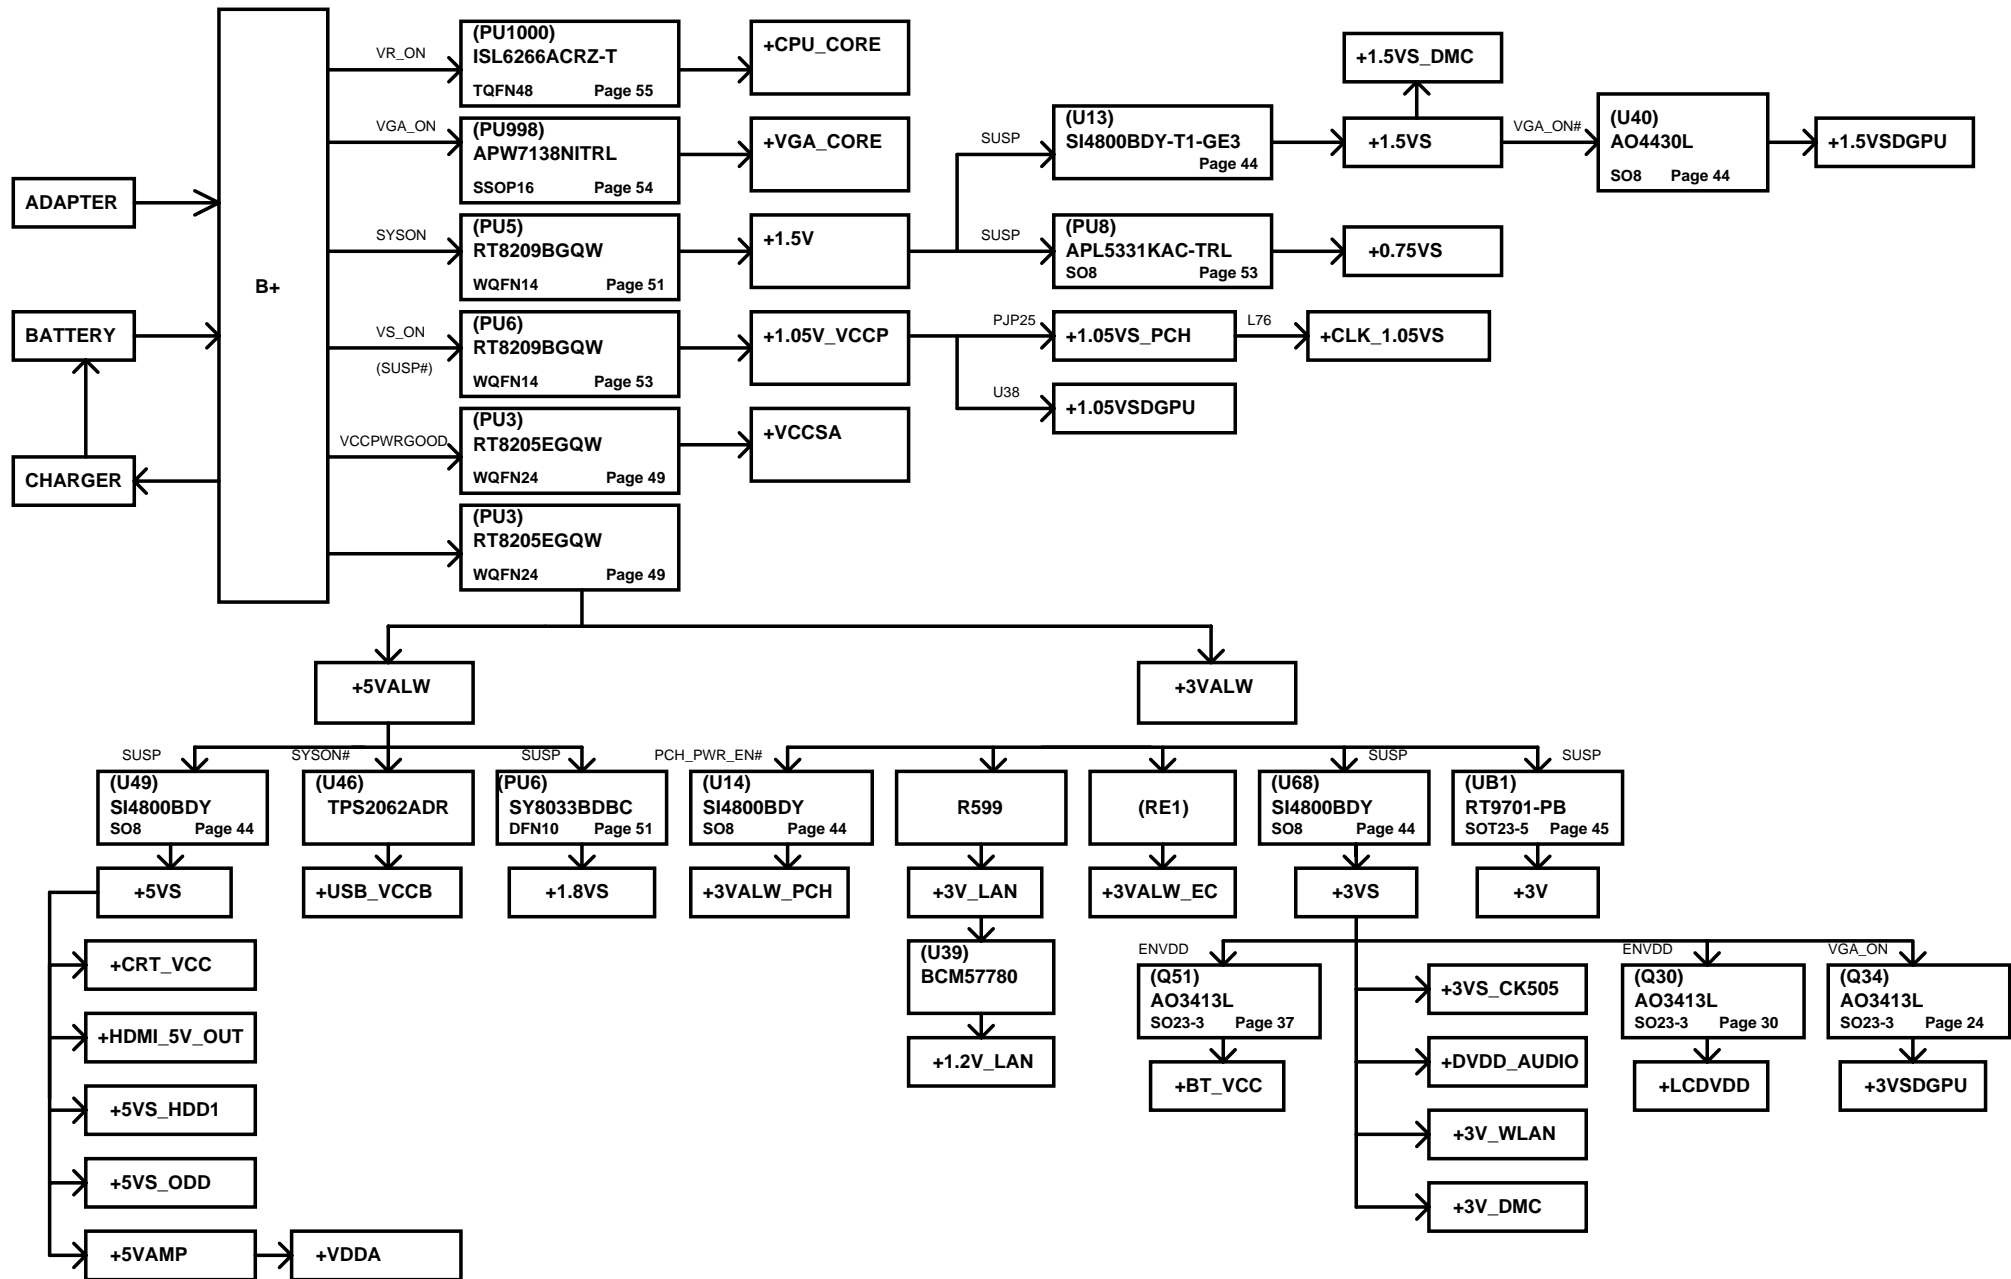 ADAPTER
BATTERY
CHARGER
B+
VR_ON
(PU1000)
ISL6266ACRZ-T
TQFN48 Page 55
+CPU_CORE
VGA_ON
(PU998)
APW7138NITRL
SSOP16 Page 54
+VGA_CORE
SYSON
(PU5)
RT8209BGQW
WQFN14 Page 51
+1.5V
SUSP
(U13)
SI4800BDY-T1-GE3
Page 44
+1.5VS_DMC
+1.5VS
VGA_ON#
(U40)
AO4430L
SO8 Page 44
+1.5VSDGPU
SUSP
(PU8)
APL5331KAC-TRL
SO8 Page 53
+0.75VS
VS_ON
(SUSP#)
(PU6)
RT8209BGQW
WQFN14 Page 53
+1.05V_VCCP
PJP25
+1.05VS_PCH
L76
+CLK_1.05VS
U38
+1.05VSDGPU
VCCPWRGOOD
(PU3)
RT8205EGQW
WQFN24 Page 49
+VCCSA
(PU3)
RT8205EGQW
WQFN24 Page 49
+5VALW
+3VALW
SUSP
(U49)
SI4800BDY
SO8 Page 44
SYSON#
(U46)
TPS2062ADR
SUSP
(PU6)
SY8033BDBC
DFN10 Page 51
PCH_PWR_EN#
(U14)
SI4800BDY
SO8 Page 44
R599
(RE1)
SUSP
(U68)
SI4800BDY
SO8 Page 44
SUSP
(UB1)
RT9701-PB
SOT23-5 Page 45
+5VS
+USB_VCCB
+1.8VS
+3VALW_PCH
+3V_LAN
+3VALW_EC
+3VS
+3V
+CRT_VCC
+HDMI_5V_OUT
+5VS_HDD1
+5VS_ODD
+5VAMP
+VDDA
(U39)
BCM57780
+1.2V_LAN
ENVDD
(Q51)
AO3413L
SO23-3 Page 37
+BT_VCC
+3VS_CK505
+DVDD_AUDIO
+3V_WLAN
+3V_DMC
ENVDD
(Q30)
AO3413L
SO23-3 Page 30
+LCDVDD
VGA_ON
(Q34)
AO3413L
SO23-3 Page 24
+3VSDGPU